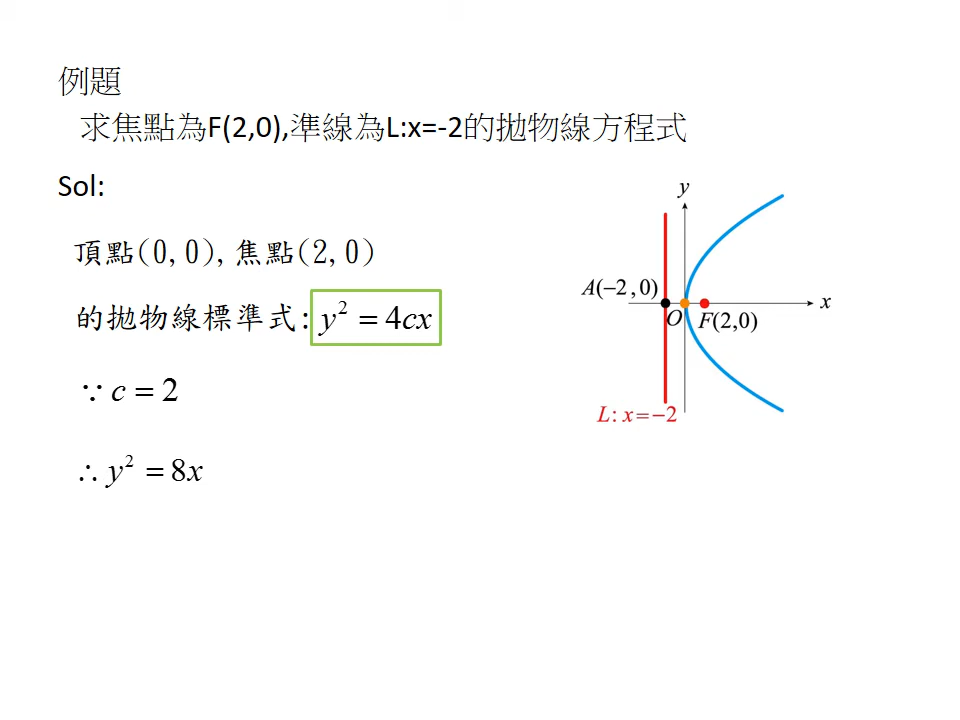 例題
求焦點為F(2,0),準線為L:x=-2的拋物線方程式
Sol:
頂點(0,0),焦點(2,0)
的拋物線標準式:y² = 4cx
∵ c = 2
∴ y² = 8x
y
A(−2,0)
x
O
F(2,0)
L: x=−2